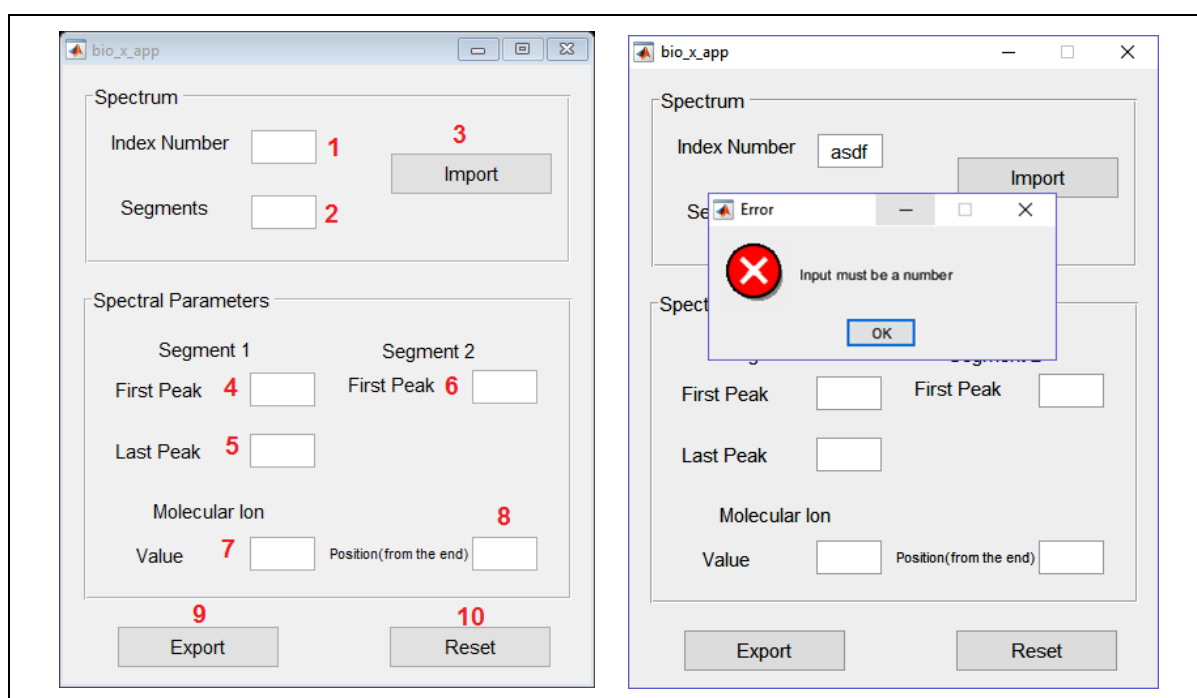 bio_x_app
Spectrum
Index Number 1
3
Import
Segments 2
Spectral Parameters
Segment 1 Segment 2
First Peak 4 First Peak 6
Last Peak 5
Molecular Ion
8
Value 7 Position(from the end)
9 10
Export Reset
bio_x_app
Spectrum
Index Number asdf
Import
Se
Error
Input must be a number
OK
Spect
First Peak First Peak
Last Peak
Molecular Ion
Value Position(from the end)
Export Reset